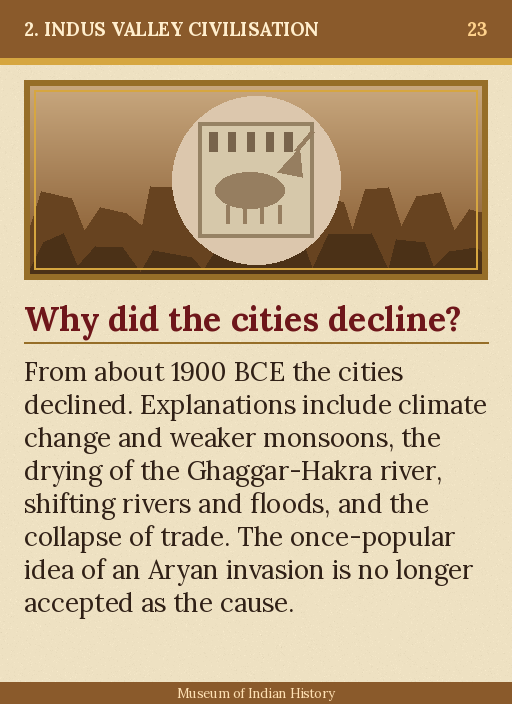 2. INDUS VALLEY CIVILISATION 23
Why did the cities decline?
From about 1900 BCE the cities
declined. Explanations include climate
change and weaker monsoons, the
drying of the Ghaggar-Hakra river,
shifting rivers and floods, and the
collapse of trade. The once-popular
idea of an Aryan invasion is no longer
accepted as the cause.
Museum of Indian History